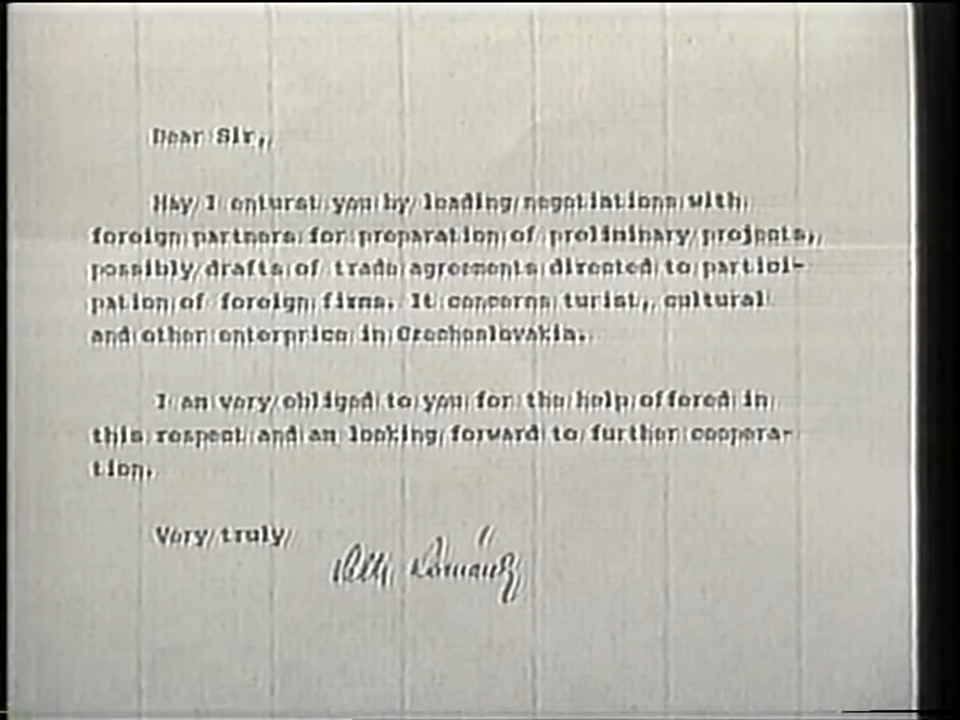 Dear Sir,
May I enturst you by leading negotiations with
foreign partners for preparation of preliminary projects,
possibly drafts of trade agreements directed to partici-
pation of foreign firms. It concerns turist, cultural
and other enterprice in Czechoslovakia.
I am very obliged to you for the help offered in
this respect and am looking forward to further coopera-
tion.
Very truly